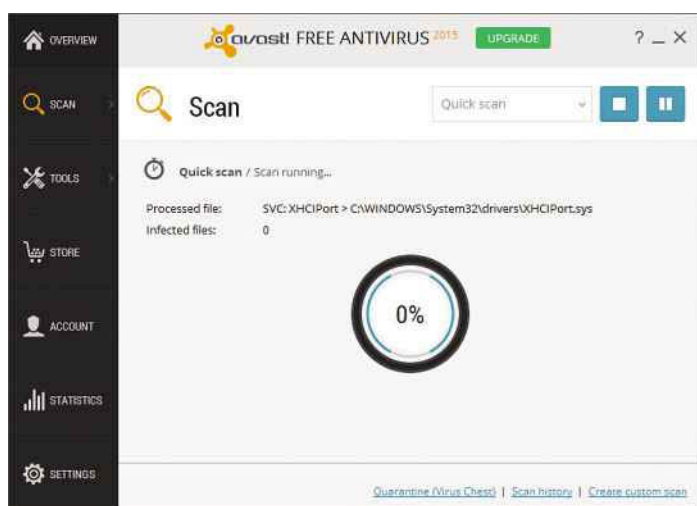 OVERVIEW
SCAN
TOOLS
STORE
ACCOUNT
STATISTICS
SETTINGS
avast! FREE ANTIVIRUS 2015
UPGRADE
? _ X
Scan
Quick scan
Quick scan / Scan running...
Processed file: SVC: XHCIPort > C:\WINDOWS\System32\drivers\XHCIPort.sys
Infected files: 0
0%
Quarantine (Virus Chest) | Scan history | Create custom scan